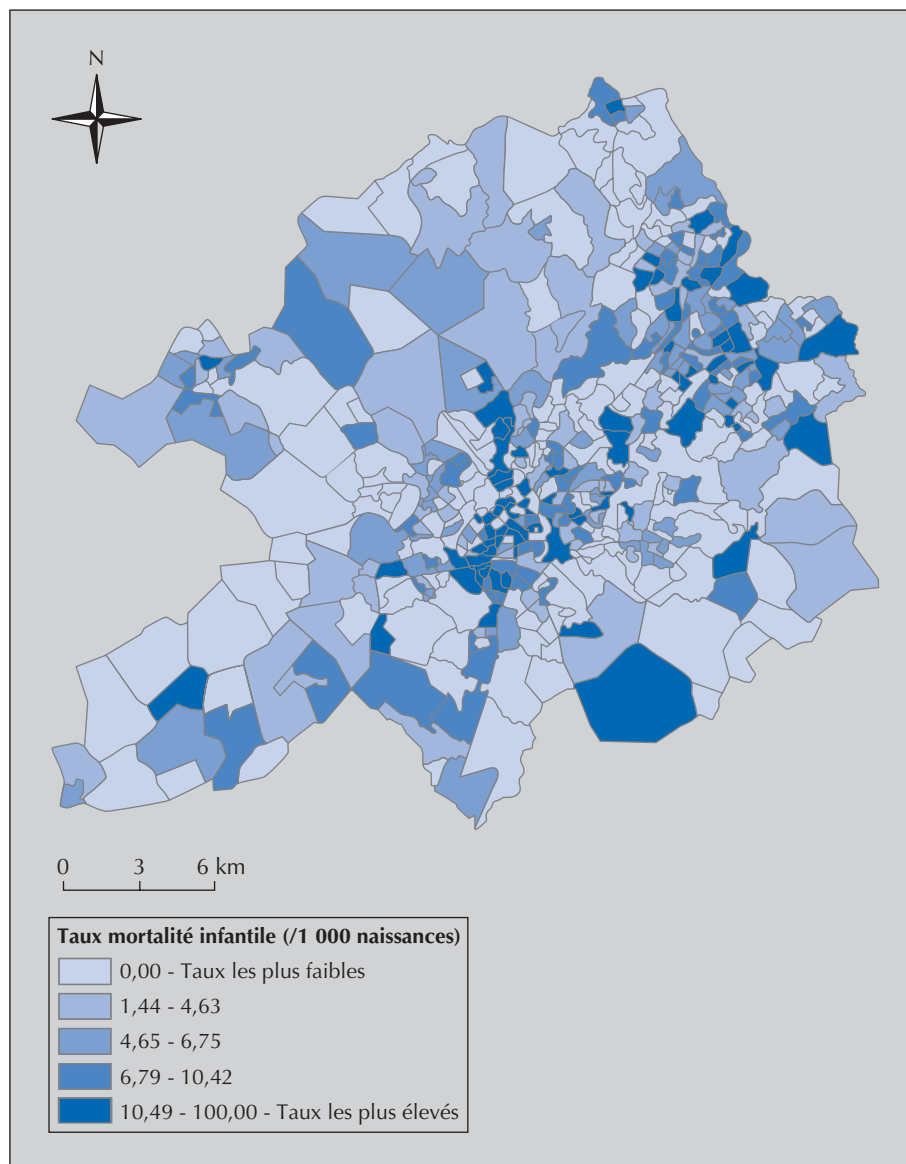 N
0 3 6 km
Taux mortalité infantile (/1 000 naissances)
0,00 - Taux les plus faibles
1,44 - 4,63
4,65 - 6,75
6,79 - 10,42
10,49 - 100,00 - Taux les plus élevés